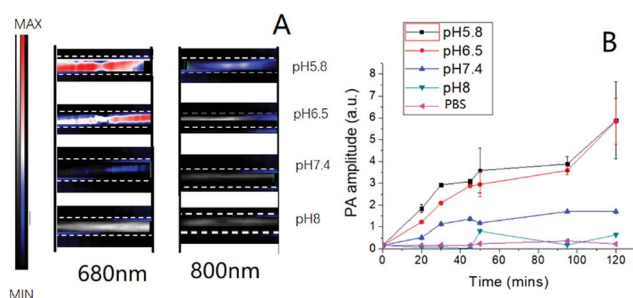 MAX
MIN
A
pH5.8
pH6.5
pH7.4
pH8
680nm
800nm
B
pH5.8
pH6.5
pH7.4
pH8
PBS
PA amplitude (a.u.)
8
7
6
5
4
3
2
1
0
0 20 40 60 80 100 120
Time (mins)